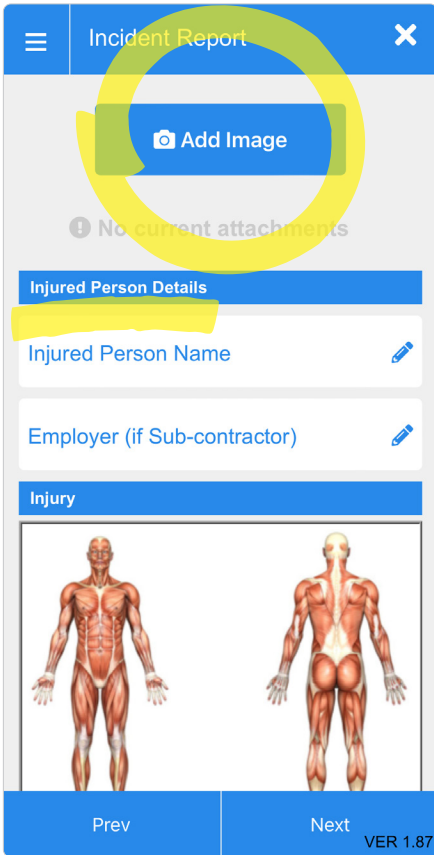 Incident Report
Add Image
No current attachments
Injured Person Details
Injured Person Name
Employer (if Sub-contractor)
Injury
Prev Next
VER 1.87